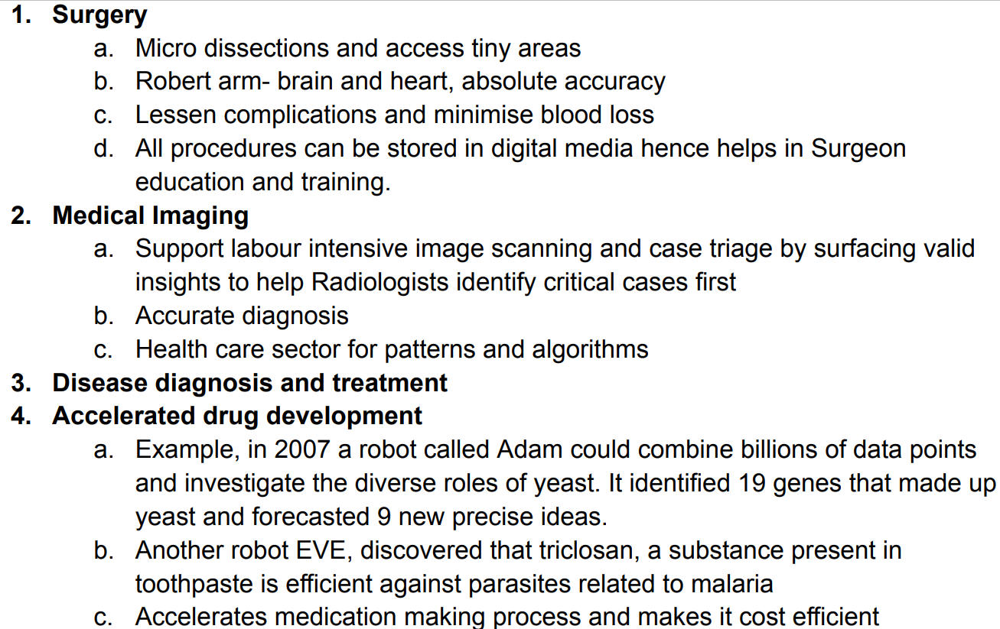 1. Surgery
a. Micro dissections and access tiny areas
b. Robert arm- brain and heart, absolute accuracy
c. Lessen complications and minimise blood loss
d. All procedures can be stored in digital media hence helps in Surgeon
education and training.
2. Medical Imaging
a. Support labour intensive image scanning and case triage by surfacing valid
insights to help Radiologists identify critical cases first
b. Accurate diagnosis
c. Health care sector for patterns and algorithms
3. Disease diagnosis and treatment
4. Accelerated drug development
a. Example, in 2007 a robot called Adam could combine billions of data points
and investigate the diverse roles of yeast. It identified 19 genes that made up
yeast and forecasted 9 new precise ideas.
b. Another robot EVE, discovered that triclosan, a substance present in
toothpaste is efficient against parasites related to malaria
c. Accelerates medication making process and makes it cost efficient